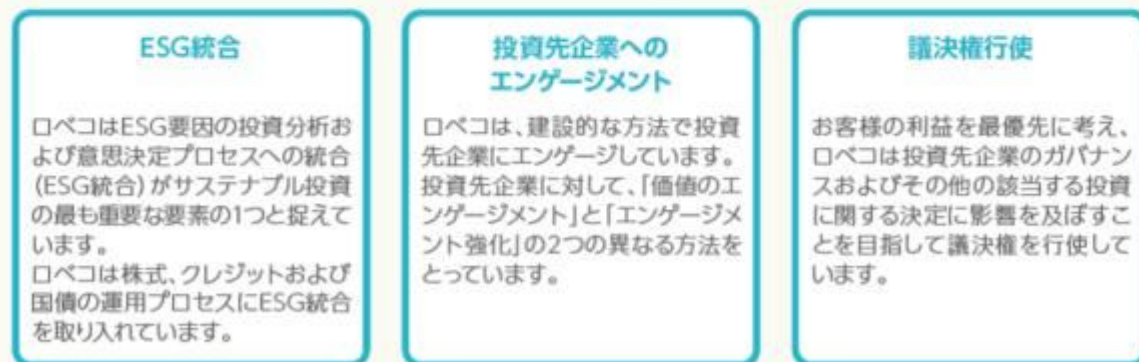 ESG統合
ロベコはESG要因の投資分析お
よび意思決定プロセスへの統合
(ESG統合)がサステナブル投資
の最も重要な要素の1つと捉えて
います。
ロベコは株式、クレジットおよび
国債の運用プロセスにESG統合
を取り入れています。
投資先企業への
エンゲージメント
ロベコは、建設的な方法で投資
先企業にエンゲージしています。
投資先企業に対して、「価値のエ
ンゲージメント」と「エンゲージメ
ント強化」の2つの異なる方法を
とっています。
議決権行使
お客様の利益を最優先に考え、
ロベコは投資先企業のガバナン
スおよびその他の該当する投資
に関する決定に影響を及ぼすこ
とを目指して議決権を行使して
います。